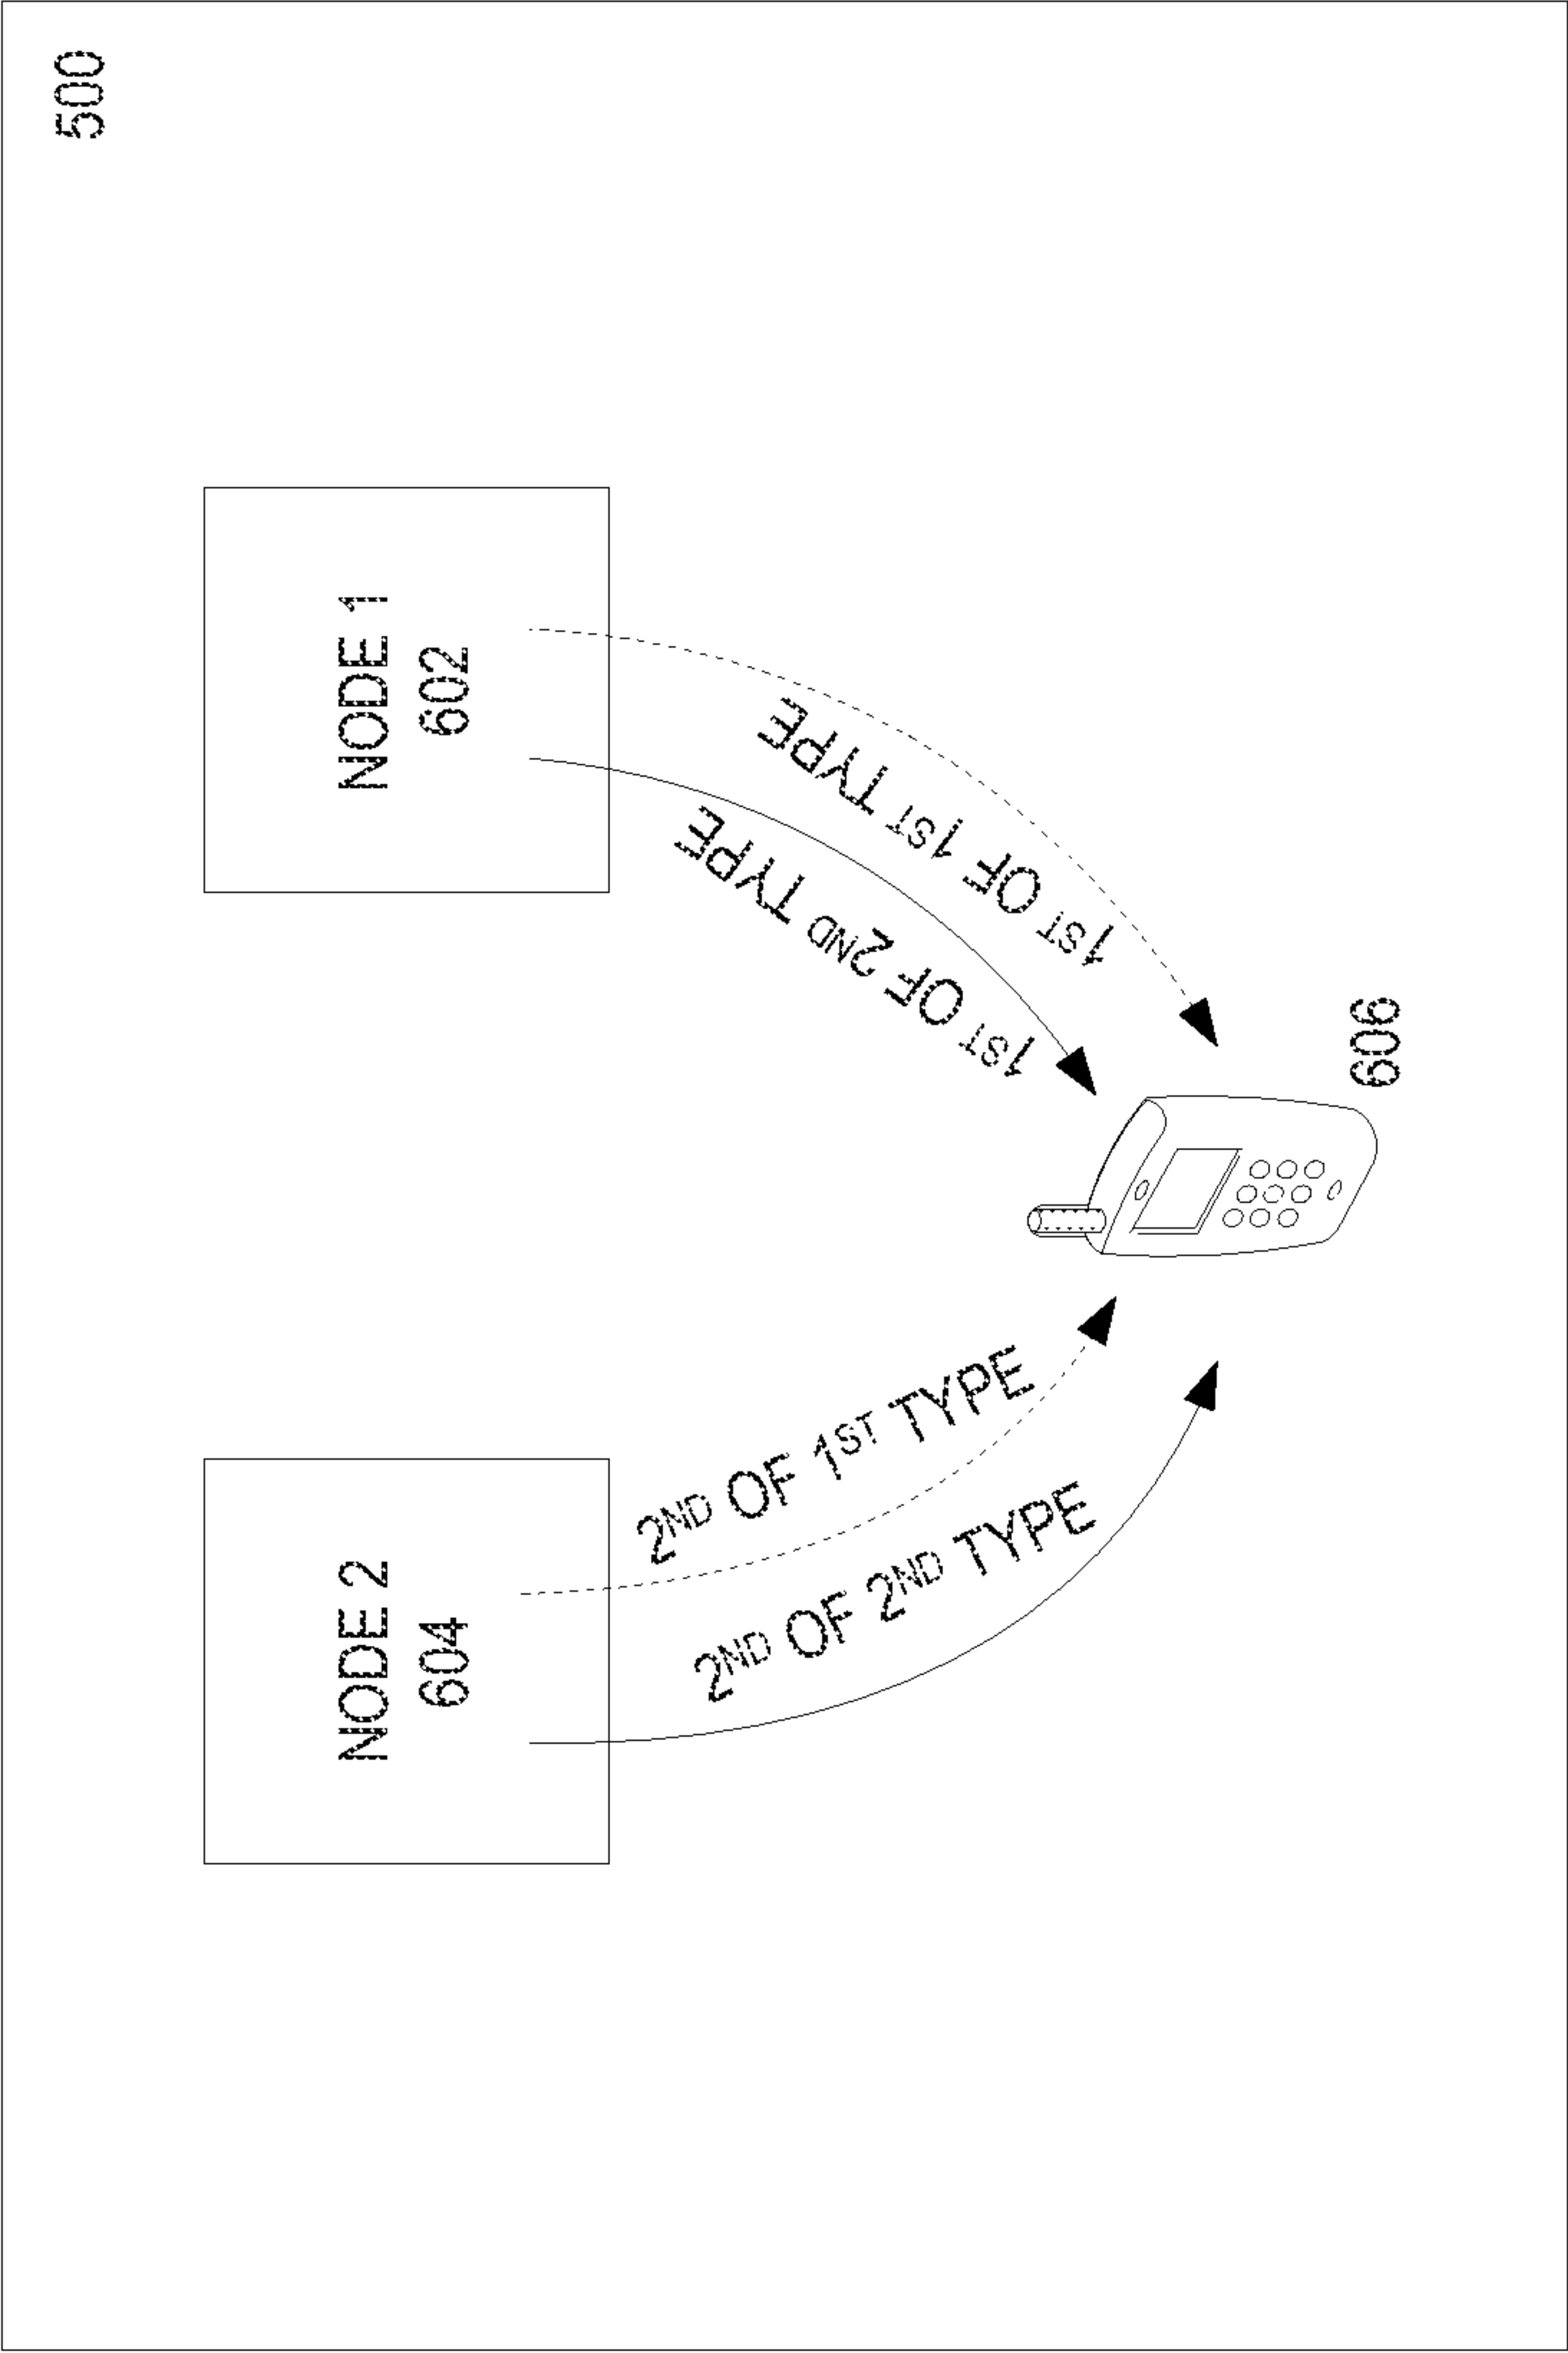 500
NODE 2
604
NODE 1
602
2ND OF 1ST TYPE
2ND OF 2ND TYPE
1ST OF 2ND TYPE
1ST OF 1ST TYPE
606